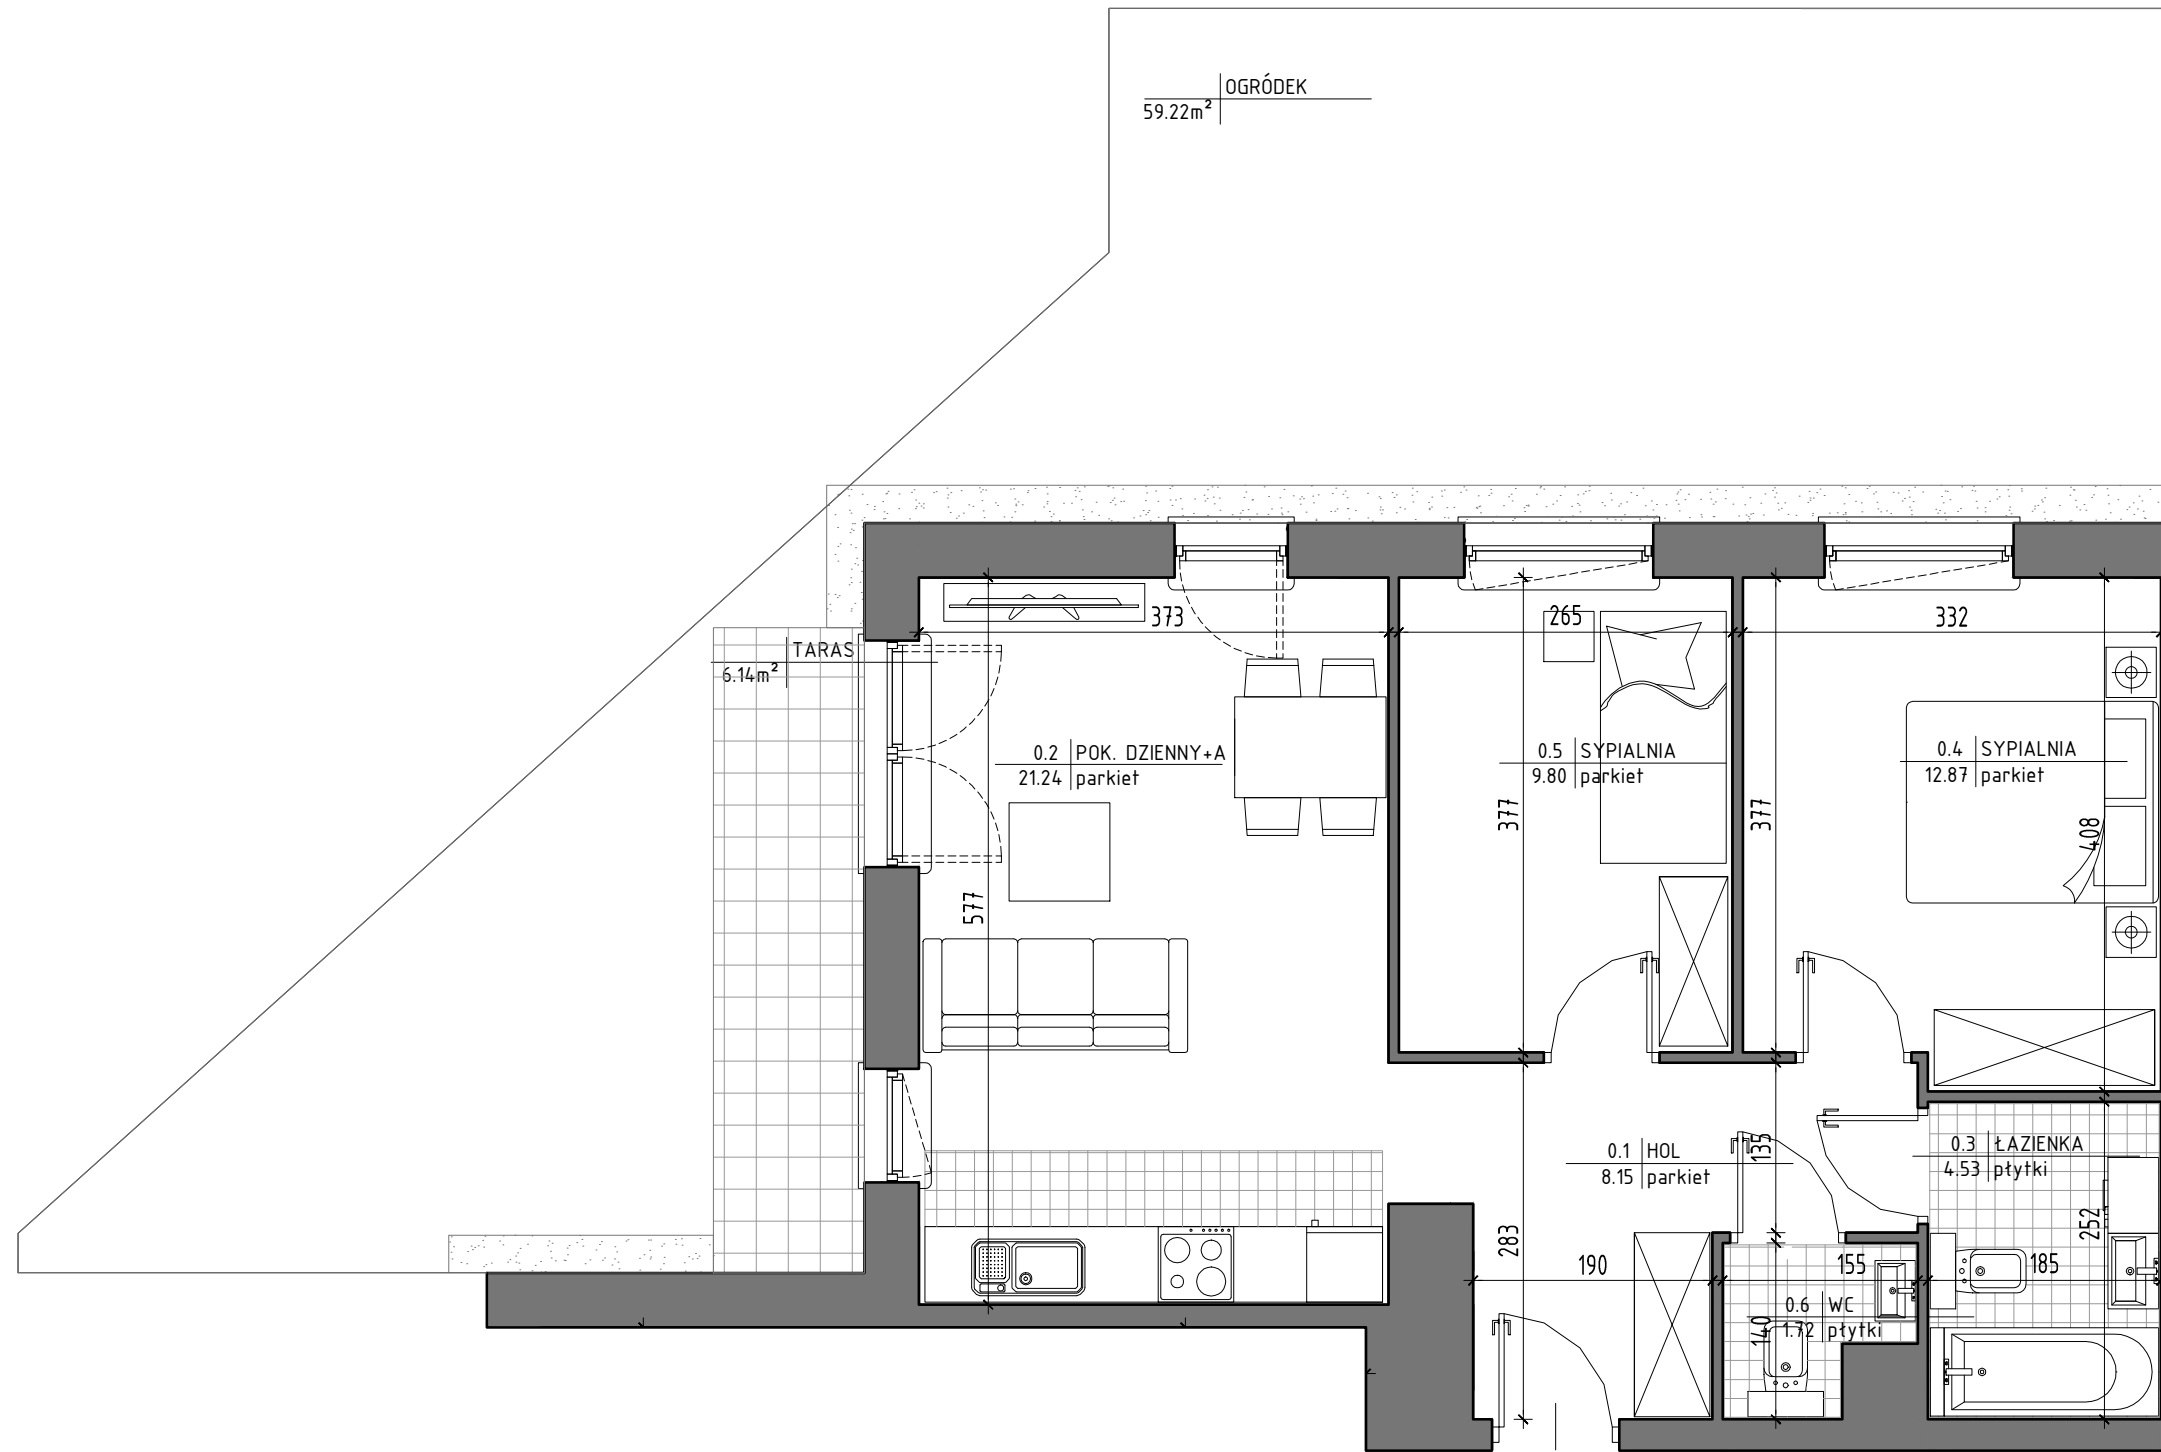 OGRÓDEK
59.22m²
TARAS
6.14m²
373
265
332
0.2 POK. DZIENNY+A
21.24 parkiet
0.5 SYPIALNIA
9.80 parkiet
0.4 SYPIALNIA
12.87 parkiet
377
377
408
577
0.1 HOL
8.15 parkiet
135
0.3 ŁAZIENKA
4.53 płytki
283
252
190
155
185
0.6 WC
1.72 płytki
140